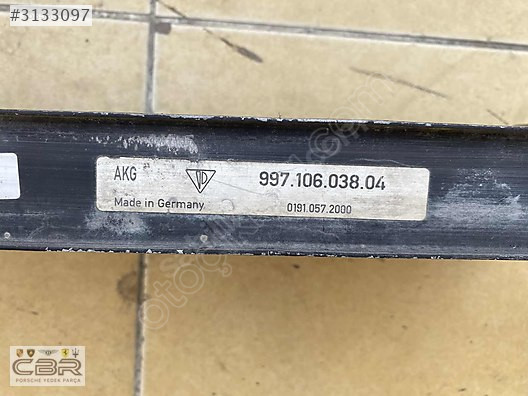 #3133097
AKG
997.106.038.04
Made in Germany
0191.057.2000
CBR
PORSCHE YEDEK PARÇA